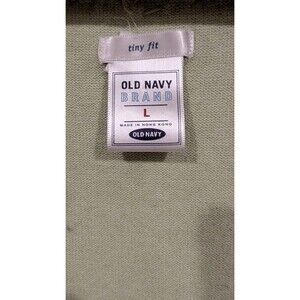 tiny fit
OLD NAVY
BRAND
L
MADE IN HONG KONG
OLD NAVY